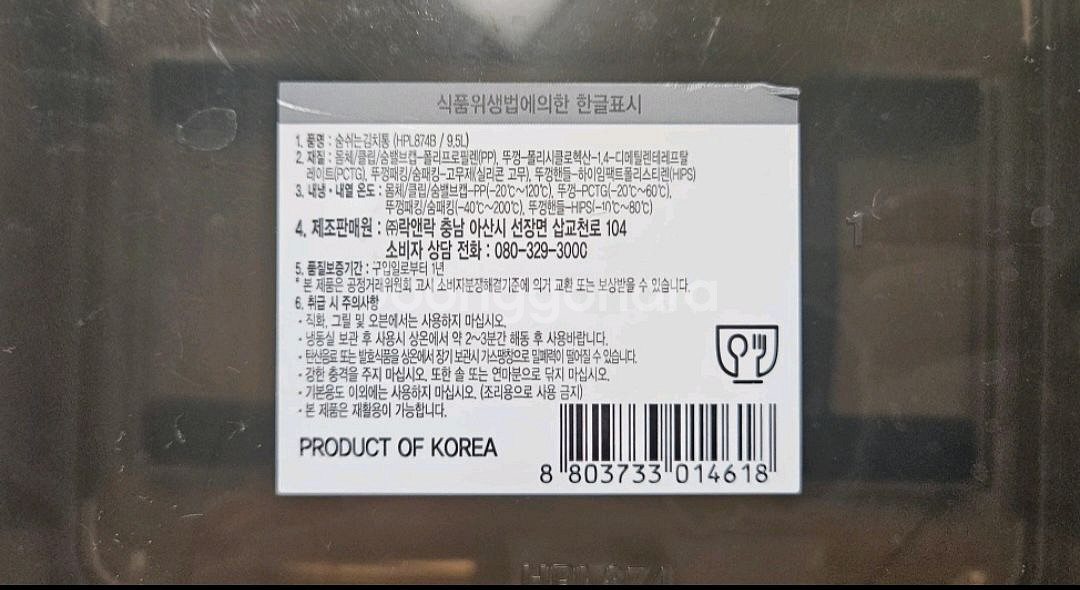 식품위생법에의한 한글표시
1. 품명 : 숨쉬는김치통 (HPL874B / 9.5L)
2. 재질 : 몸체/클립/숨밸브캡-폴리프로필렌(PP), 뚜껑-폴리시클로헥산-1,4-디메틸렌테레프탈
레이트(PCTG), 뚜껑패킹/숨패킹-고무제(실리콘 고무), 뚜껑핸들-하이임팩트폴리스티렌(HIPS)
3. 내냉·내열 온도 : 몸체/클립/숨밸브캡-PP(-20℃~120℃), 뚜껑-PCTG(-20℃~60℃),
뚜껑패킹/숨패킹(-40℃~200℃), 뚜껑핸들-HIPS(-10℃~80℃)
4. 제조판매원 : ㈜락앤락 충남 아산시 선장면 삽교천로 104
소비자 상담 전화 : 080-329-3000
5. 품질보증기간 : 구입일로부터 1년
* 본 제품은 공정거래위원회 고시 소비자분쟁해결기준에 의거 교환 또는 보상받을 수 있습니다.
6. 취급 시 주의사항
· 직화, 그릴 및 오븐에서는 사용하지 마십시오.
· 냉동실 보관 후 사용시 상온에서 약 2~3분간 해동 후 사용바랍니다.
· 탄산음료 또는 발효식품을 상온에서 장기 보관시 가스팽창으로 밀폐력이 떨어질 수 있습니다.
· 강한 충격을 주지 마십시오. 또한 솔 또는 연마분으로 닦지 마십시오.
· 기본용도 이외에는 사용하지 마십시오. (조리용으로 사용 금지)
· 본 제품은 재활용이 가능합니다.
PRODUCT OF KOREA
8 803733 014618